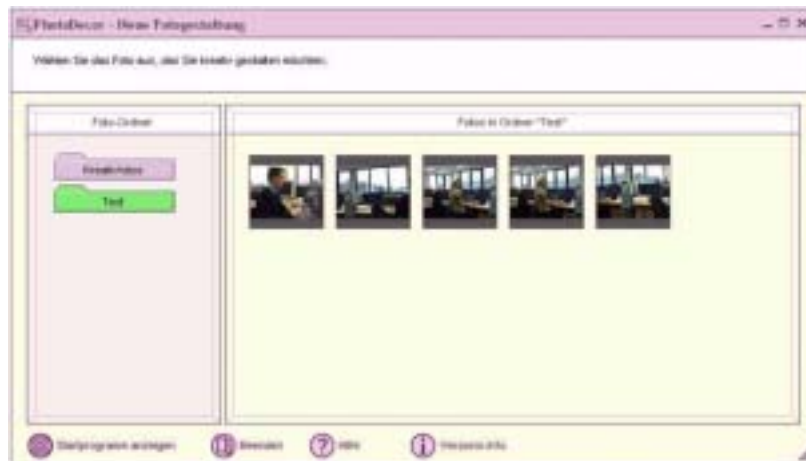 PhotoDecor - Neue Fotogestaltung
Wählen Sie das Foto aus, das Sie kreativ gestalten möchten.
Foto-Ordner
Fotos in Ordner "Test"
Kreativfotos
Test
Startprogramm anzeigen
Beenden
? Hilfe
i Versions-Info